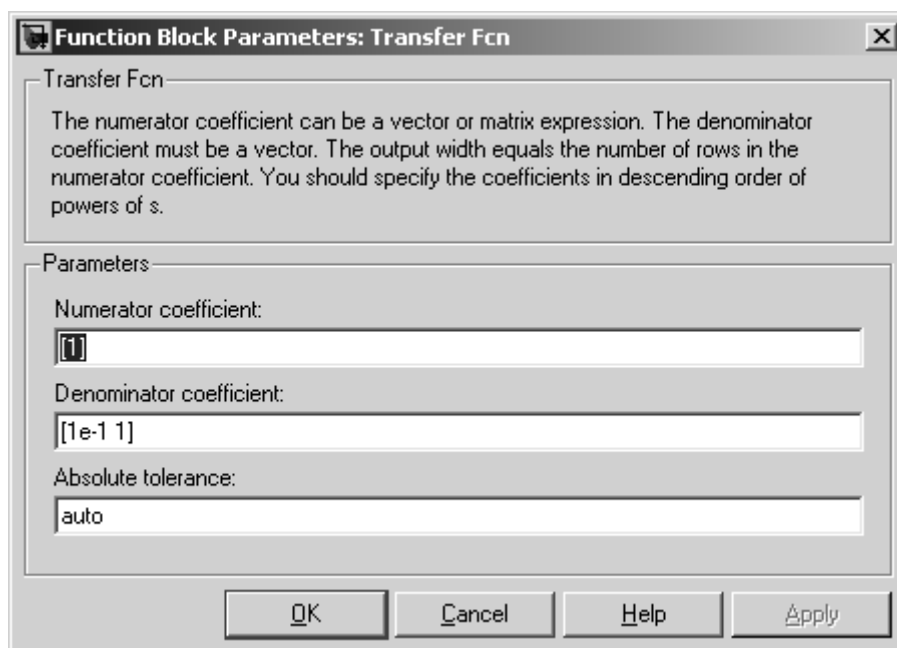 Function Block Parameters: Transfer Fcn
Transfer Fcn
The numerator coefficient can be a vector or matrix expression. The denominator
coefficient must be a vector. The output width equals the number of rows in the
numerator coefficient. You should specify the coefficients in descending order of
powers of s.
Parameters
Numerator coefficient:
[1]
Denominator coefficient:
[1e-1 1]
Absolute tolerance:
auto
OK Cancel Help Apply